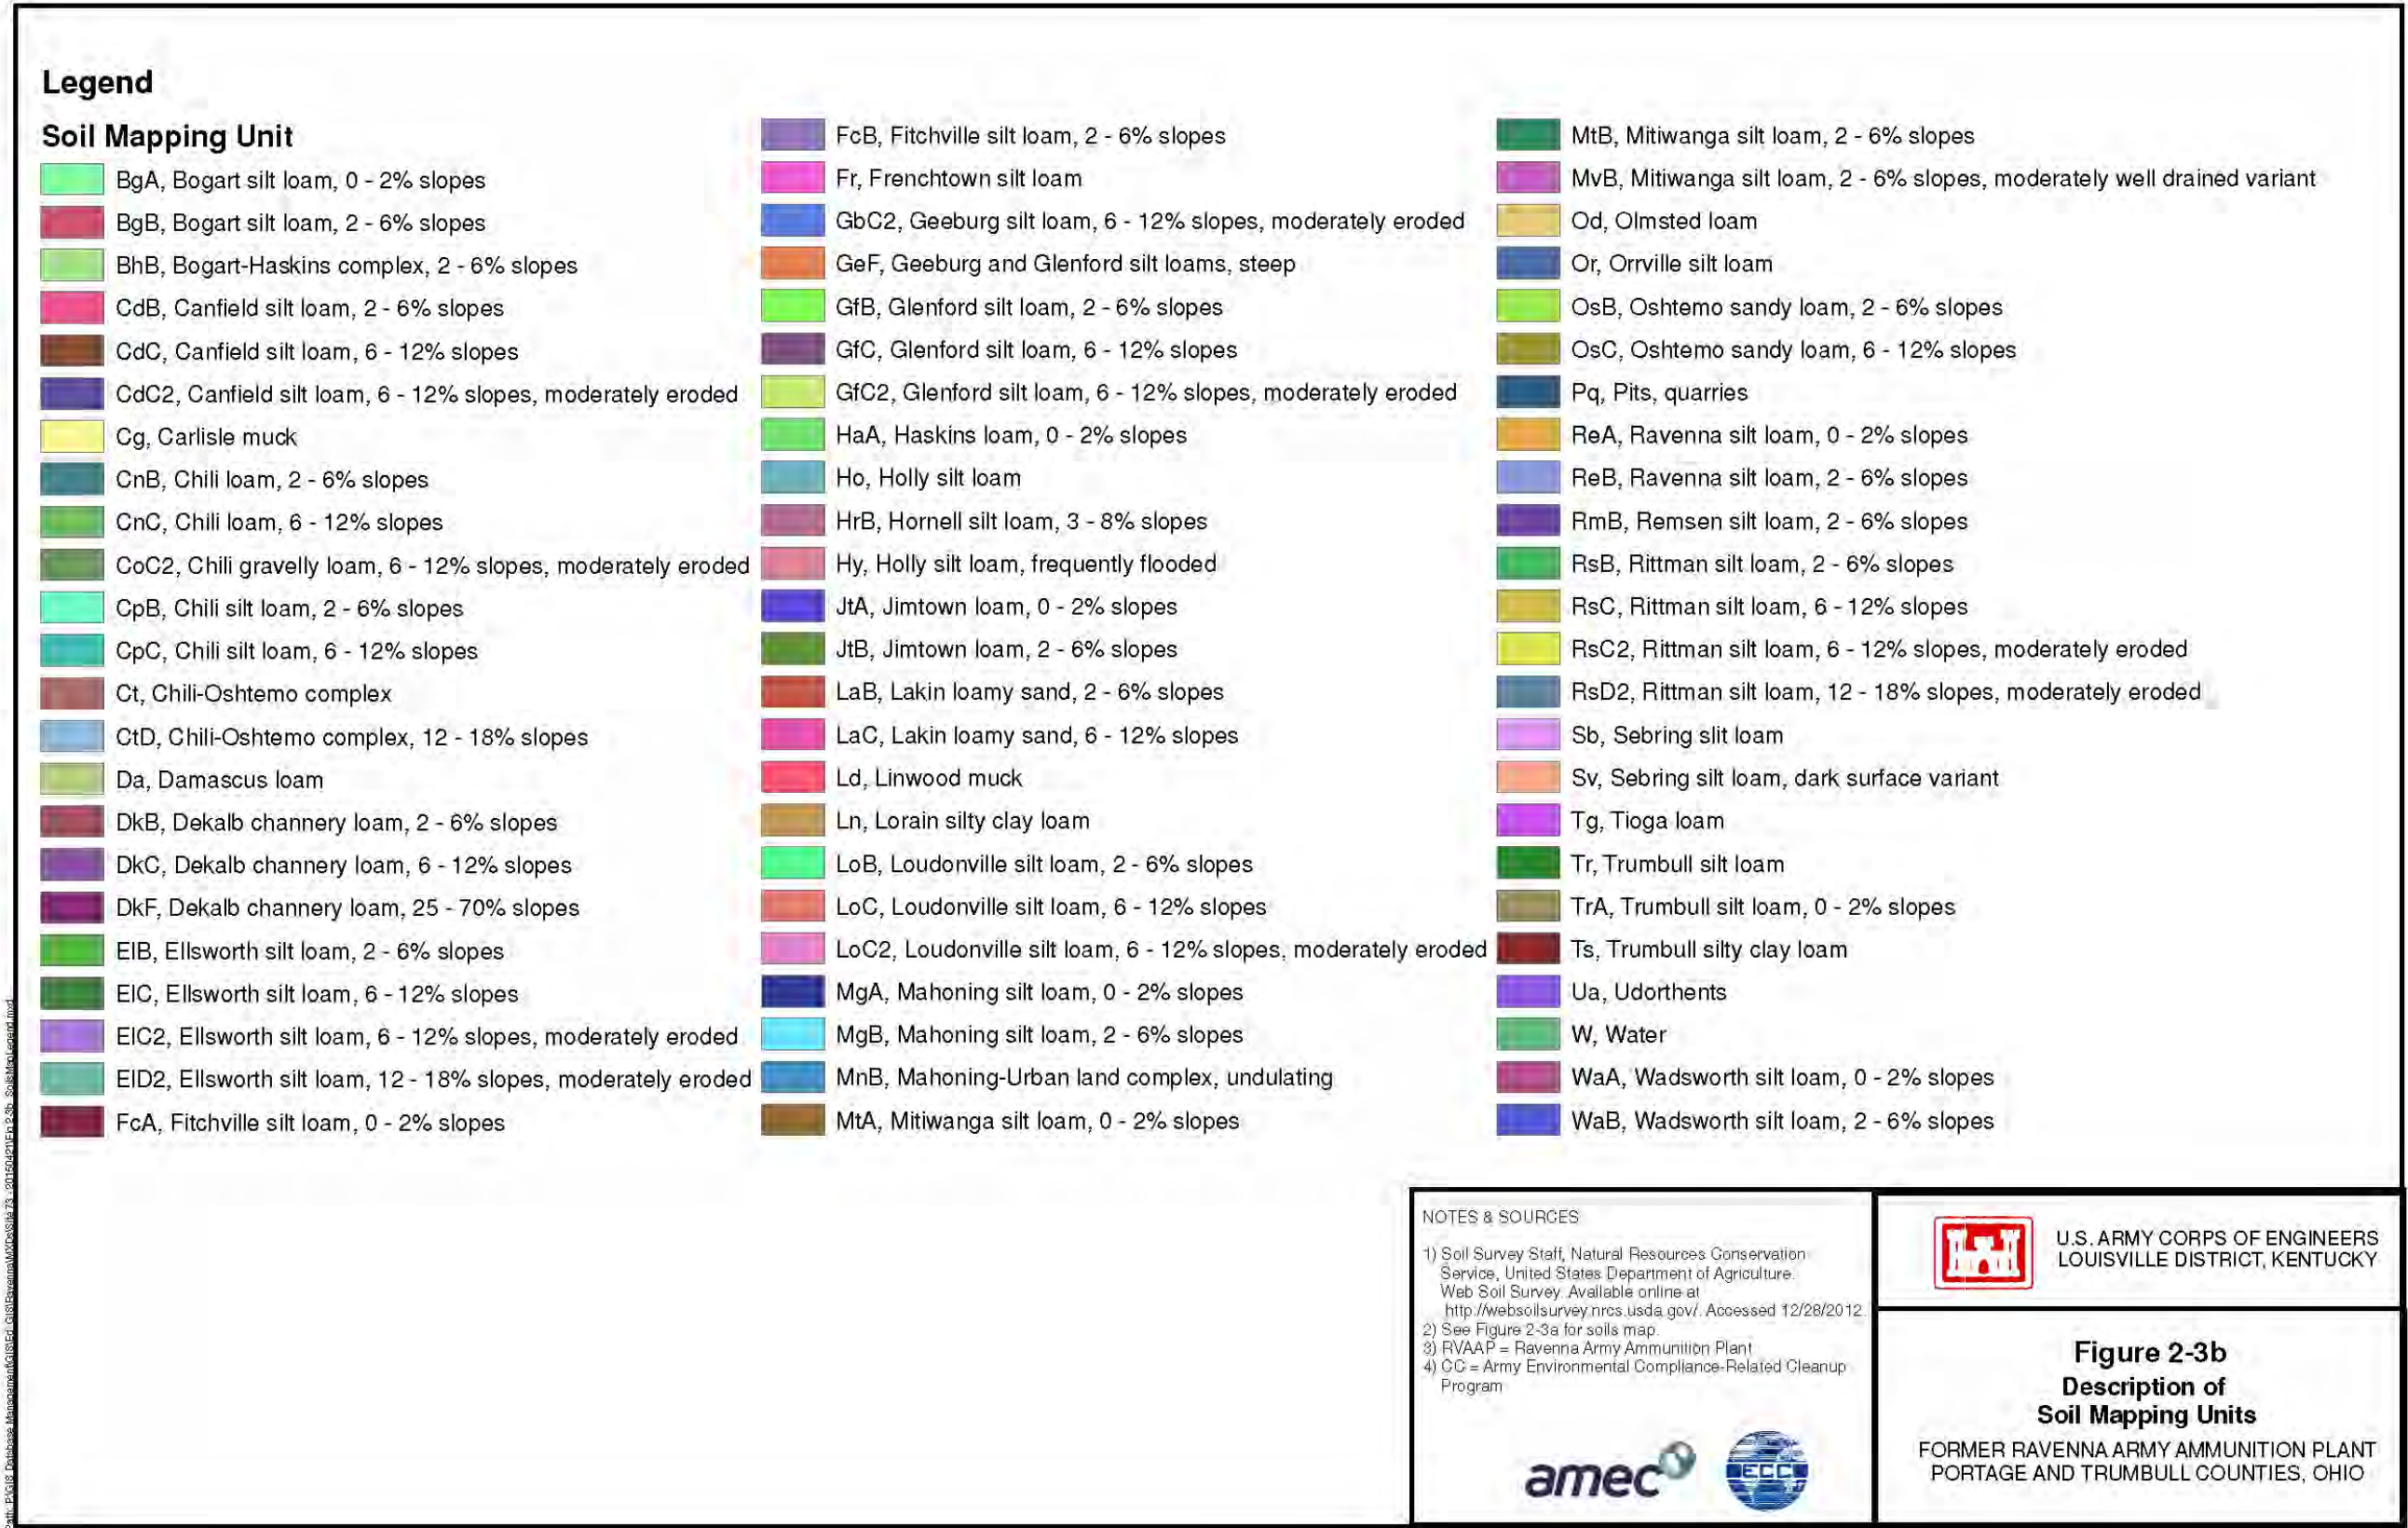 Legend
Soil Mapping Unit
BgA, Bogart silt loam, 0 - 2% slopes
BgB, Bogart silt loam, 2 - 6% slopes
BhB, Bogart-Haskins complex, 2 - 6% slopes
CdB, Canfield silt loam, 2 - 6% slopes
CdC, Canfield silt loam, 6 - 12% slopes
CdC2, Canfield silt loam, 6 - 12% slopes, moderately eroded
Cg, Carlisle muck
CnB, Chili loam, 2 - 6% slopes
CnC, Chili loam, 6 - 12% slopes
CoC2, Chili gravelly loam, 6 - 12% slopes, moderately eroded
CpB, Chili silt loam, 2 - 6% slopes
CpC, Chili silt loam, 6 - 12% slopes
Ct, Chili-Oshtemo complex
CtD, Chili-Oshtemo complex, 12 - 18% slopes
Da, Damascus loam
DkB, Dekalb channery loam, 2 - 6% slopes
DkC, Dekalb channery loam, 6 - 12% slopes
DkF, Dekalb channery loam, 25 - 70% slopes
ElB, Ellsworth silt loam, 2 - 6% slopes
ElC, Ellsworth silt loam, 6 - 12% slopes
ElC2, Ellsworth silt loam, 6 - 12% slopes, moderately eroded
ElD2, Ellsworth silt loam, 12 - 18% slopes, moderately eroded
FcA, Fitchville silt loam, 0 - 2% slopes
FcB, Fitchville silt loam, 2 - 6% slopes
Fr, Frenchtown silt loam
GbC2, Geeburg silt loam, 6 - 12% slopes, moderately eroded
GeF, Geeburg and Glenford silt loams, steep
GfB, Glenford silt loam, 2 - 6% slopes
GfC, Glenford silt loam, 6 - 12% slopes
GfC2, Glenford silt loam, 6 - 12% slopes, moderately eroded
HaA, Haskins loam, 0 - 2% slopes
Ho, Holly silt loam
HrB, Hornell silt loam, 3 - 8% slopes
Hy, Holly silt loam, frequently flooded
JtA, Jimtown loam, 0 - 2% slopes
JtB, Jimtown loam, 2 - 6% slopes
LaB, Lakin loamy sand, 2 - 6% slopes
LaC, Lakin loamy sand, 6 - 12% slopes
Ld, Linwood muck
Ln, Lorain silty clay loam
LoB, Loudonville silt loam, 2 - 6% slopes
LoC, Loudonville silt loam, 6 - 12% slopes
LoC2, Loudonville silt loam, 6 - 12% slopes, moderately eroded
MgA, Mahoning silt loam, 0 - 2% slopes
MgB, Mahoning silt loam, 2 - 6% slopes
MnB, Mahoning-Urban land complex, undulating
MtA, Mitiwanga silt loam, 0 - 2% slopes
MtB, Mitiwanga silt loam, 2 - 6% slopes
MvB, Mitiwanga silt loam, 2 - 6% slopes, moderately well drained variant
Od, Olmsted loam
Or, Orrville silt loam
OsB, Oshtemo sandy loam, 2 - 6% slopes
OsC, Oshtemo sandy loam, 6 - 12% slopes
Pq, Pits, quarries
ReA, Ravenna silt loam, 0 - 2% slopes
ReB, Ravenna silt loam, 2 - 6% slopes
RmB, Remsen silt loam, 2 - 6% slopes
RsB, Rittman silt loam, 2 - 6% slopes
RsC, Rittman silt loam, 6 - 12% slopes
RsC2, Rittman silt loam, 6 - 12% slopes, moderately eroded
RsD2, Rittman silt loam, 12 - 18% slopes, moderately eroded
Sb, Sebring slit loam
Sv, Sebring silt loam, dark surface variant
Tg, Tioga loam
Tr, Trumbull silt loam
TrA, Trumbull silt loam, 0 - 2% slopes
Ts, Trumbull silty clay loam
Ua, Udorthents
W, Water
WaA, Wadsworth silt loam, 0 - 2% slopes
WaB, Wadsworth silt loam, 2 - 6% slopes
NOTES & SOURCES
1) Soil Survey Staff, Natural Resources Conservation
Service, United States Department of Agriculture.
Web Soil Survey. Available online at
http://websoilsurvey.nrcs.usda.gov/. Accessed 12/28/2012.
2) See Figure 2-3a for soils map.
3) RVAAP = Ravenna Army Ammunition Plant
4) CC = Army Environmental Compliance-Related Cleanup
Program
amec
ECC
U.S. ARMY CORPS OF ENGINEERS
LOUISVILLE DISTRICT, KENTUCKY
Figure 2-3b
Description of
Soil Mapping Units
FORMER RAVENNA ARMY AMMUNITION PLANT
PORTAGE AND TRUMBULL COUNTIES, OHIO